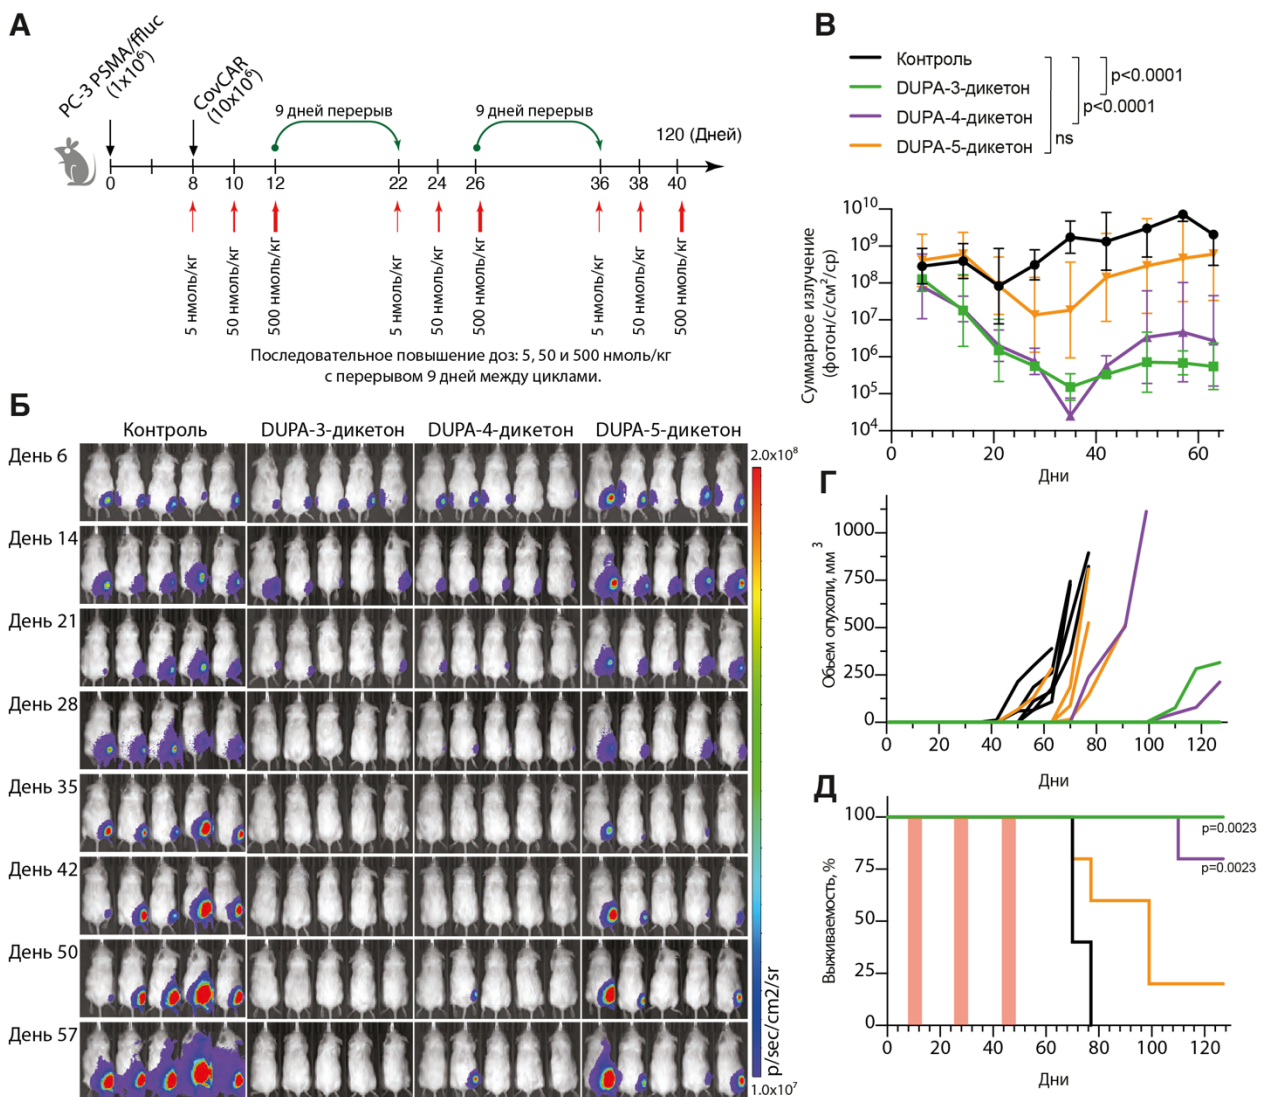 А
PC-3 PSMA/ffluc
(1x10⁶)
CovCAR
(10x10⁶)
9 дней перерыв
9 дней перерыв
120 (Дней)
0
8
10
12
22
24
26
36
38
40
5 нмоль/кг
50 нмоль/кг
500 нмоль/кг
5 нмоль/кг
50 нмоль/кг
500 нмоль/кг
5 нмоль/кг
50 нмоль/кг
500 нмоль/кг
Последовательное повышение доз: 5, 50 и 500 нмоль/кг
с перерывом 9 дней между циклами.
В
Контроль
DUPA-3-дикетон
DUPA-4-дикетон
DUPA-5-дикетон
p<0.0001
p<0.0001
ns
Суммарное излучение
(фотон/с/см²/ср)
10¹⁰
10⁹
10⁸
10⁷
10⁶
10⁵
10⁴
0
20
40
60
Дни
Б
Контроль
DUPA-3-дикетон
DUPA-4-дикетон
DUPA-5-дикетон
День 6
День 14
День 21
День 28
День 35
День 42
День 50
День 57
2.0x10⁸
p/sec/cm2/sr
1.0x10⁷
Г
Объем опухоли, мм³
1000
750
500
250
0
0
20
40
60
80
100
120
Дни
Д
Выживаемость, %
100
75
50
25
0
p=0.0023
p=0.0023
0
20
40
60
80
100
120
Дни